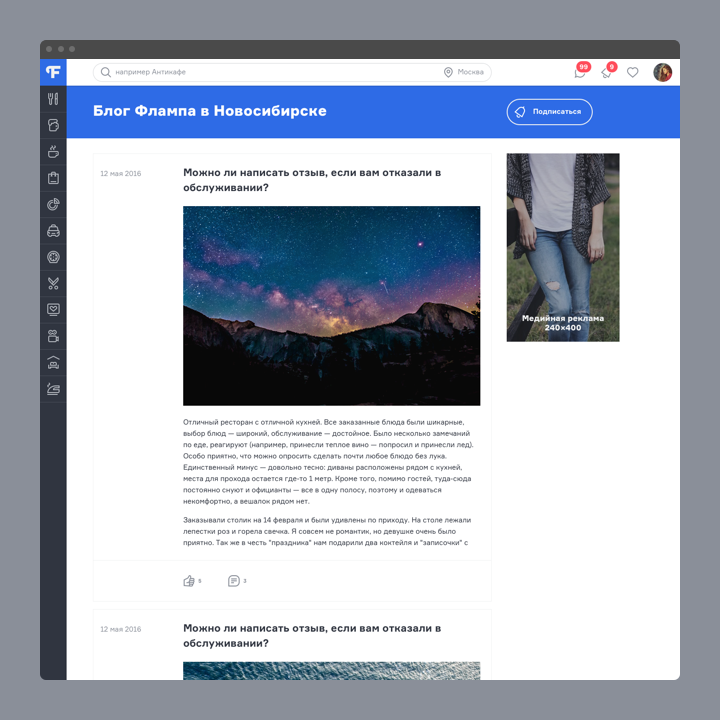 например Антикафе
Москва
99
9
Блог Флампа в Новосибирске
Подписаться
12 мая 2016
Можно ли написать отзыв, если вам отказали в
обслуживании?
Медийная реклама
240×400
Отличный ресторан с отличной кухней. Все заказанные блюда были шикарные,
выбор блюд — широкий, обслуживание — достойное. Было несколько замечаний
по еде, реагируют (например, принесли теплое вино — попросил и принесли лед).
Особо приятно, что можно опросить сделать почти любое блюдо без лука.
Единственный минус — довольно тесно: диваны расположены рядом с кухней,
места для прохода остается где-то 1 метр. Кроме того, помимо гостей, туда-сюда
постоянно снуют и официанты — все в одну полосу, поэтому и одеваться
некомфортно, а вешалок рядом нет.
Заказывали столик на 14 февраля и были удивлены по приходу. На столе лежали
лепестки роз и горела свечка. Я совсем не романтик, но девушке очень было
приятно. Так же в честь "праздника" нам подарили два коктейля и "записочки" с
5
3
12 мая 2016
Можно ли написать отзыв, если вам отказали в
обслуживании?